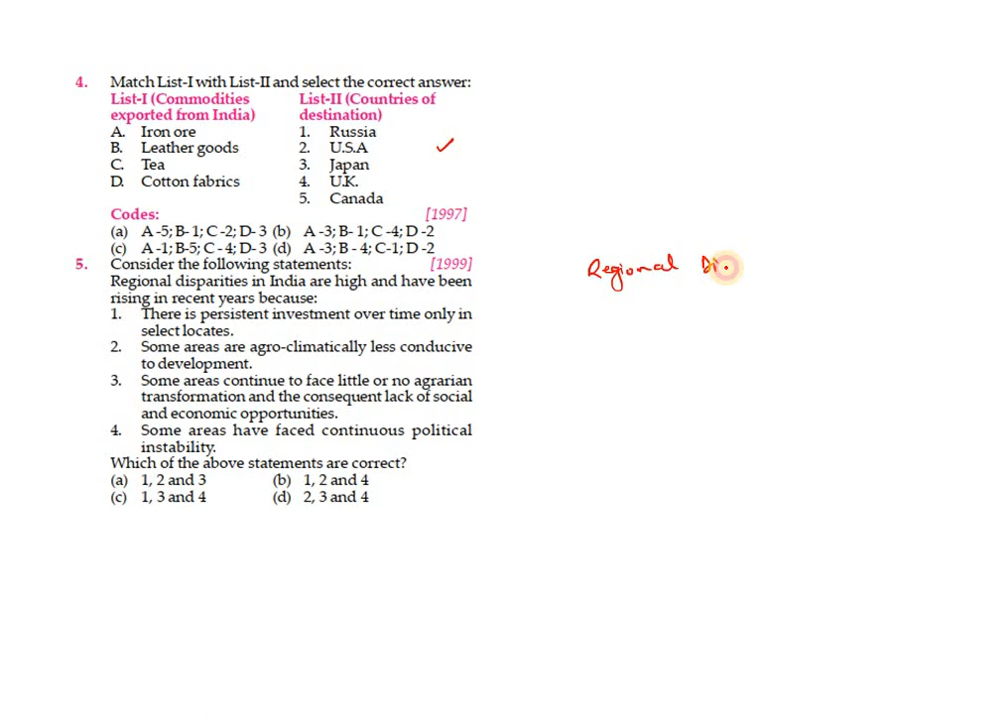 4. Match List-I with List-II and select the correct answer:
List-I (Commodities List-II (Countries of
exported from India) destination)
A. Iron ore 1. Russia
B. Leather goods 2. U.S.A
C. Tea 3. Japan
D. Cotton fabrics 4. U.K.
5. Canada
Codes: [1997]
(a) A-5; B- 1; C-2; D- 3 (b) A -3; B- 1; C -4; D -2
(c) A-1; B-5; C - 4; D- 3 (d) A -3; B - 4; C-1; D -2
5. Consider the following statements: [1999]
Regional disparities in India are high and have been
rising in recent years because:
1. There is persistent investment over time only in
select locates.
2. Some areas are agro-climatically less conducive
to development.
3. Some areas continue to face little or no agrarian
transformation and the consequent lack of social
and economic opportunities.
4. Some areas have faced continuous political
instability.
Which of the above statements are correct?
(a) 1, 2 and 3 (b) 1, 2 and 4
(c) 1, 3 and 4 (d) 2, 3 and 4
Regional Di